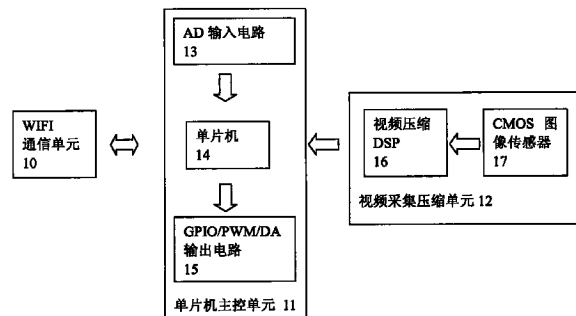 AD 输入电路
13
WIFI
通信单元
10
单片机
14
视频压缩
DSP
16
CMOS 图
像传感器
17
视频采集压缩单元 12
GPIO/PWM/DA
输出电路
15
单片机主控单元 11